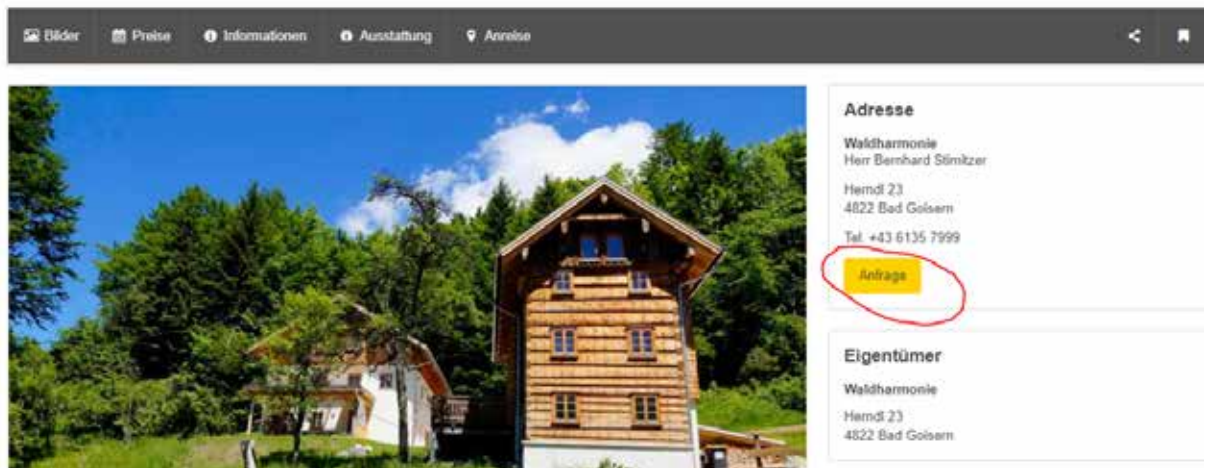 Bilder Preise Informationen Ausstattung Anreise
Adresse
Waldharmonie
Herr Bernhard Stimitzer
Herndl 23
4822 Bad Goisern
Tel. +43 6135 7999
Anfrage
Eigentümer
Waldharmonie
Herndl 23
4822 Bad Goisern